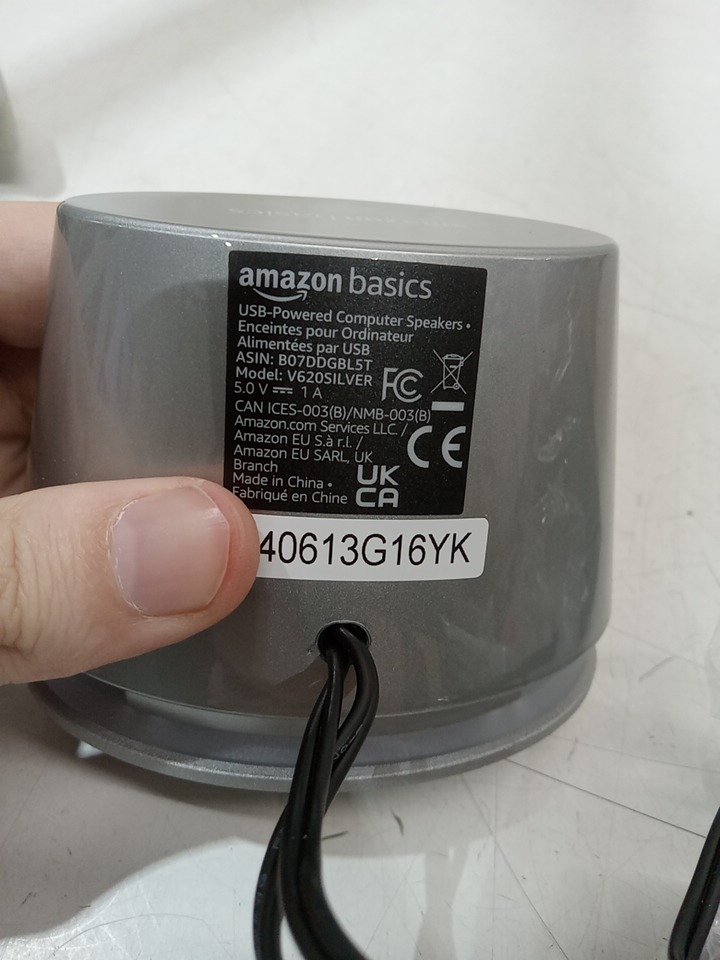 amazon basics
USB-Powered Computer Speakers •
Enceintes pour Ordinateur
Alimentées par USB
ASIN: B07DDGBL5T
Model: V620SILVER
5.0 V ⎓ 1 A
FC
CAN ICES-003(B)/NMB-003(B)
Amazon.com Services LLC. /
Amazon EU S.à r.l. /
Amazon EU SARL, UK
Branch
Made in China •
Fabriqué en Chine
CE
UK
CA
40613G16YK